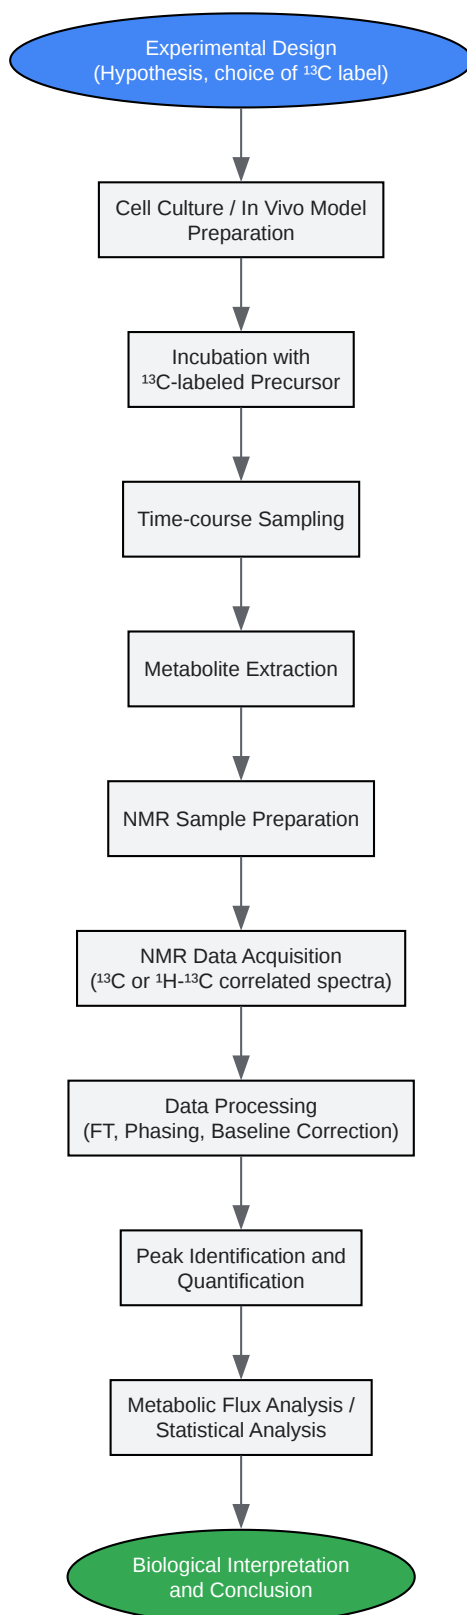 Experimental Design
(Hypothesis, choice of ¹³C label)
Cell Culture / In Vivo Model
Preparation
Incubation with
¹³C-labeled Precursor
Time-course Sampling
Metabolite Extraction
NMR Sample Preparation
NMR Data Acquisition
(¹³C or ¹H-¹³C correlated spectra)
Data Processing
(FT, Phasing, Baseline Correction)
Peak Identification and
Quantification
Metabolic Flux Analysis /
Statistical Analysis
Biological Interpretation
and Conclusion